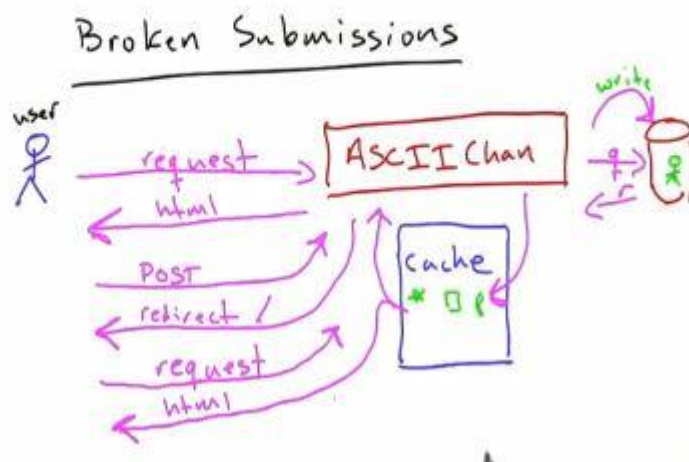 Broken Submissions
user
write
request
ASCII Chan
q
r
html
cache
POST
redirect /
request
html